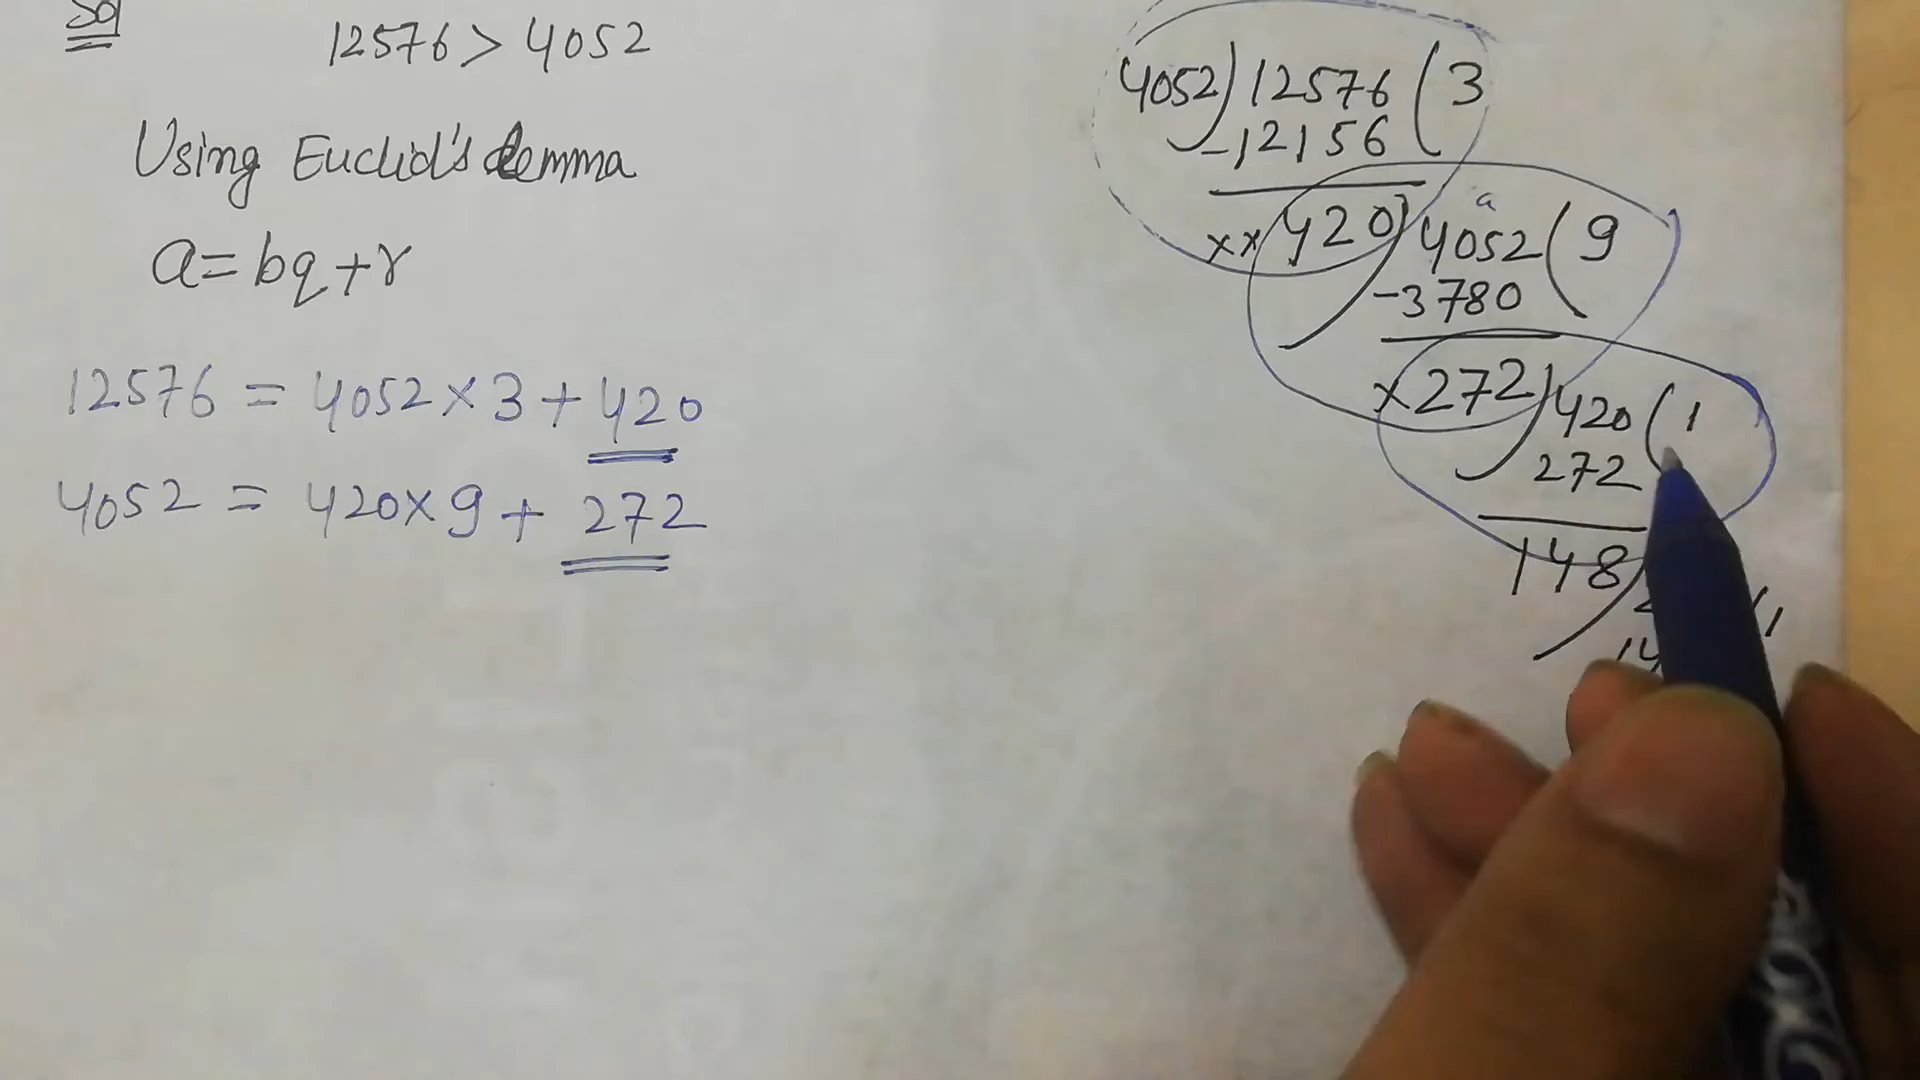 Sol
12576 > 4052
Using Euclid's Lemma
a = bq + r
12576 = 4052 × 3 + 420
4052 = 420 × 9 + 272
4052) 12576 ( 3
-12156
×× 420) 4052 ( 9
a
-3780
× 272) 420 ( 1
272
148